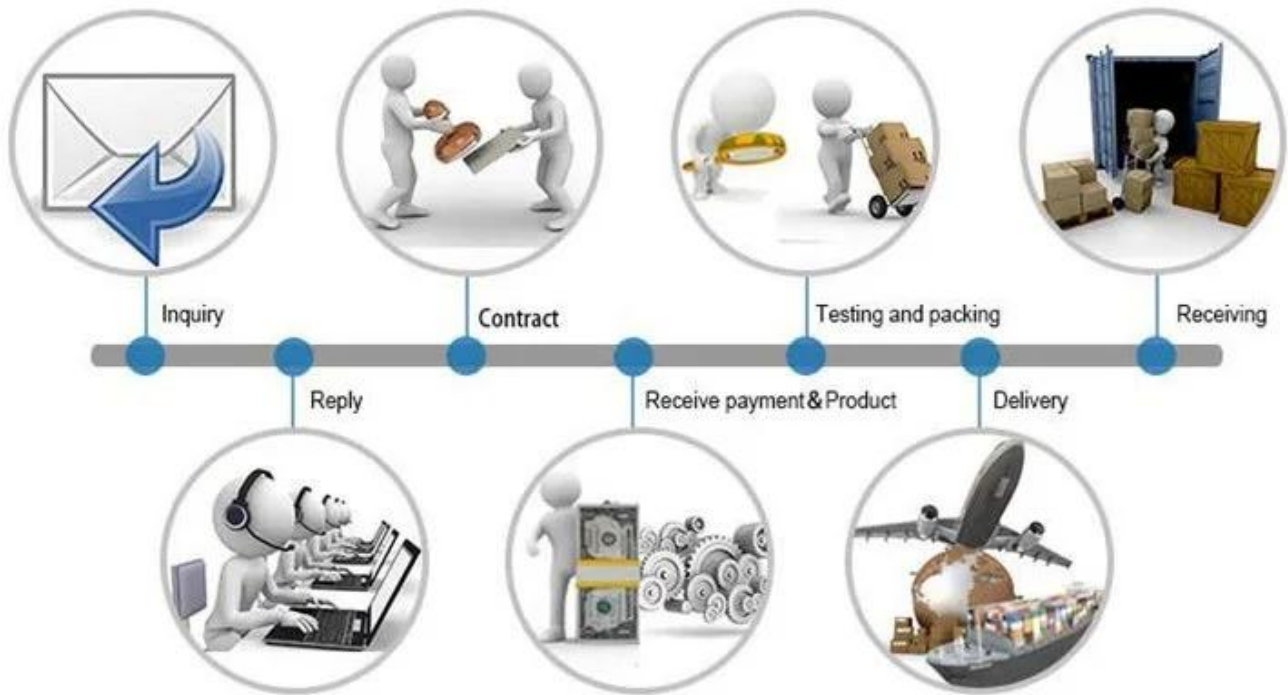 Inquiry
Contract
Testing and packing
Receiving
Reply
Receive payment&Product
Delivery